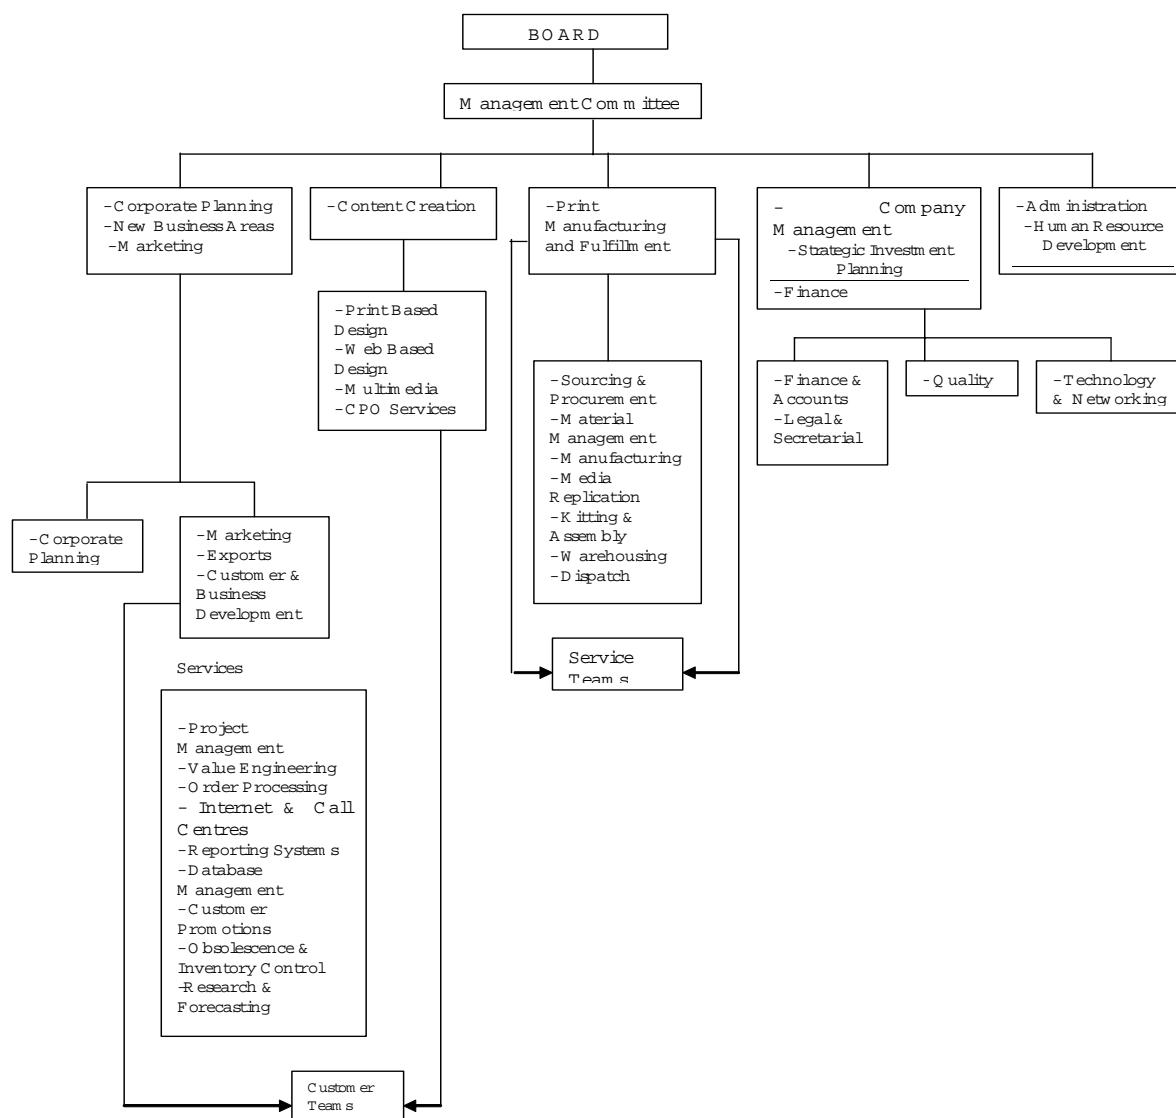 BOARD
Management Committee
-Corporate Planning
-New Business Areas
-Marketing
-Content Creation
-Print
Manufacturing
and Fulfillment
- Company
Management
-Strategic Investment
Planning
-Finance
-Administration
-Human Resource
Development
-Print Based
Design
-Web Based
Design
-Multimedia
-CPO Services
-Sourcing &
Procurement
-Material
Management
-Manufacturing
-Media
Replication
-Kitting &
Assembly
-Warehousing
-Dispatch
-Finance &
Accounts
-Legal &
Secretarial
-Quality
-Technology
& Networking
-Corporate
Planning
-Marketing
-Exports
-Customer &
Business
Development
Services
-Project
Management
-Value Engineering
-Order Processing
- Internet & Call
Centres
-Reporting Systems
-Database
Management
-Customer
Promotions
-Obsolescence &
Inventory Control
-Research &
Forecasting
Service
Teams
Customer
Teams